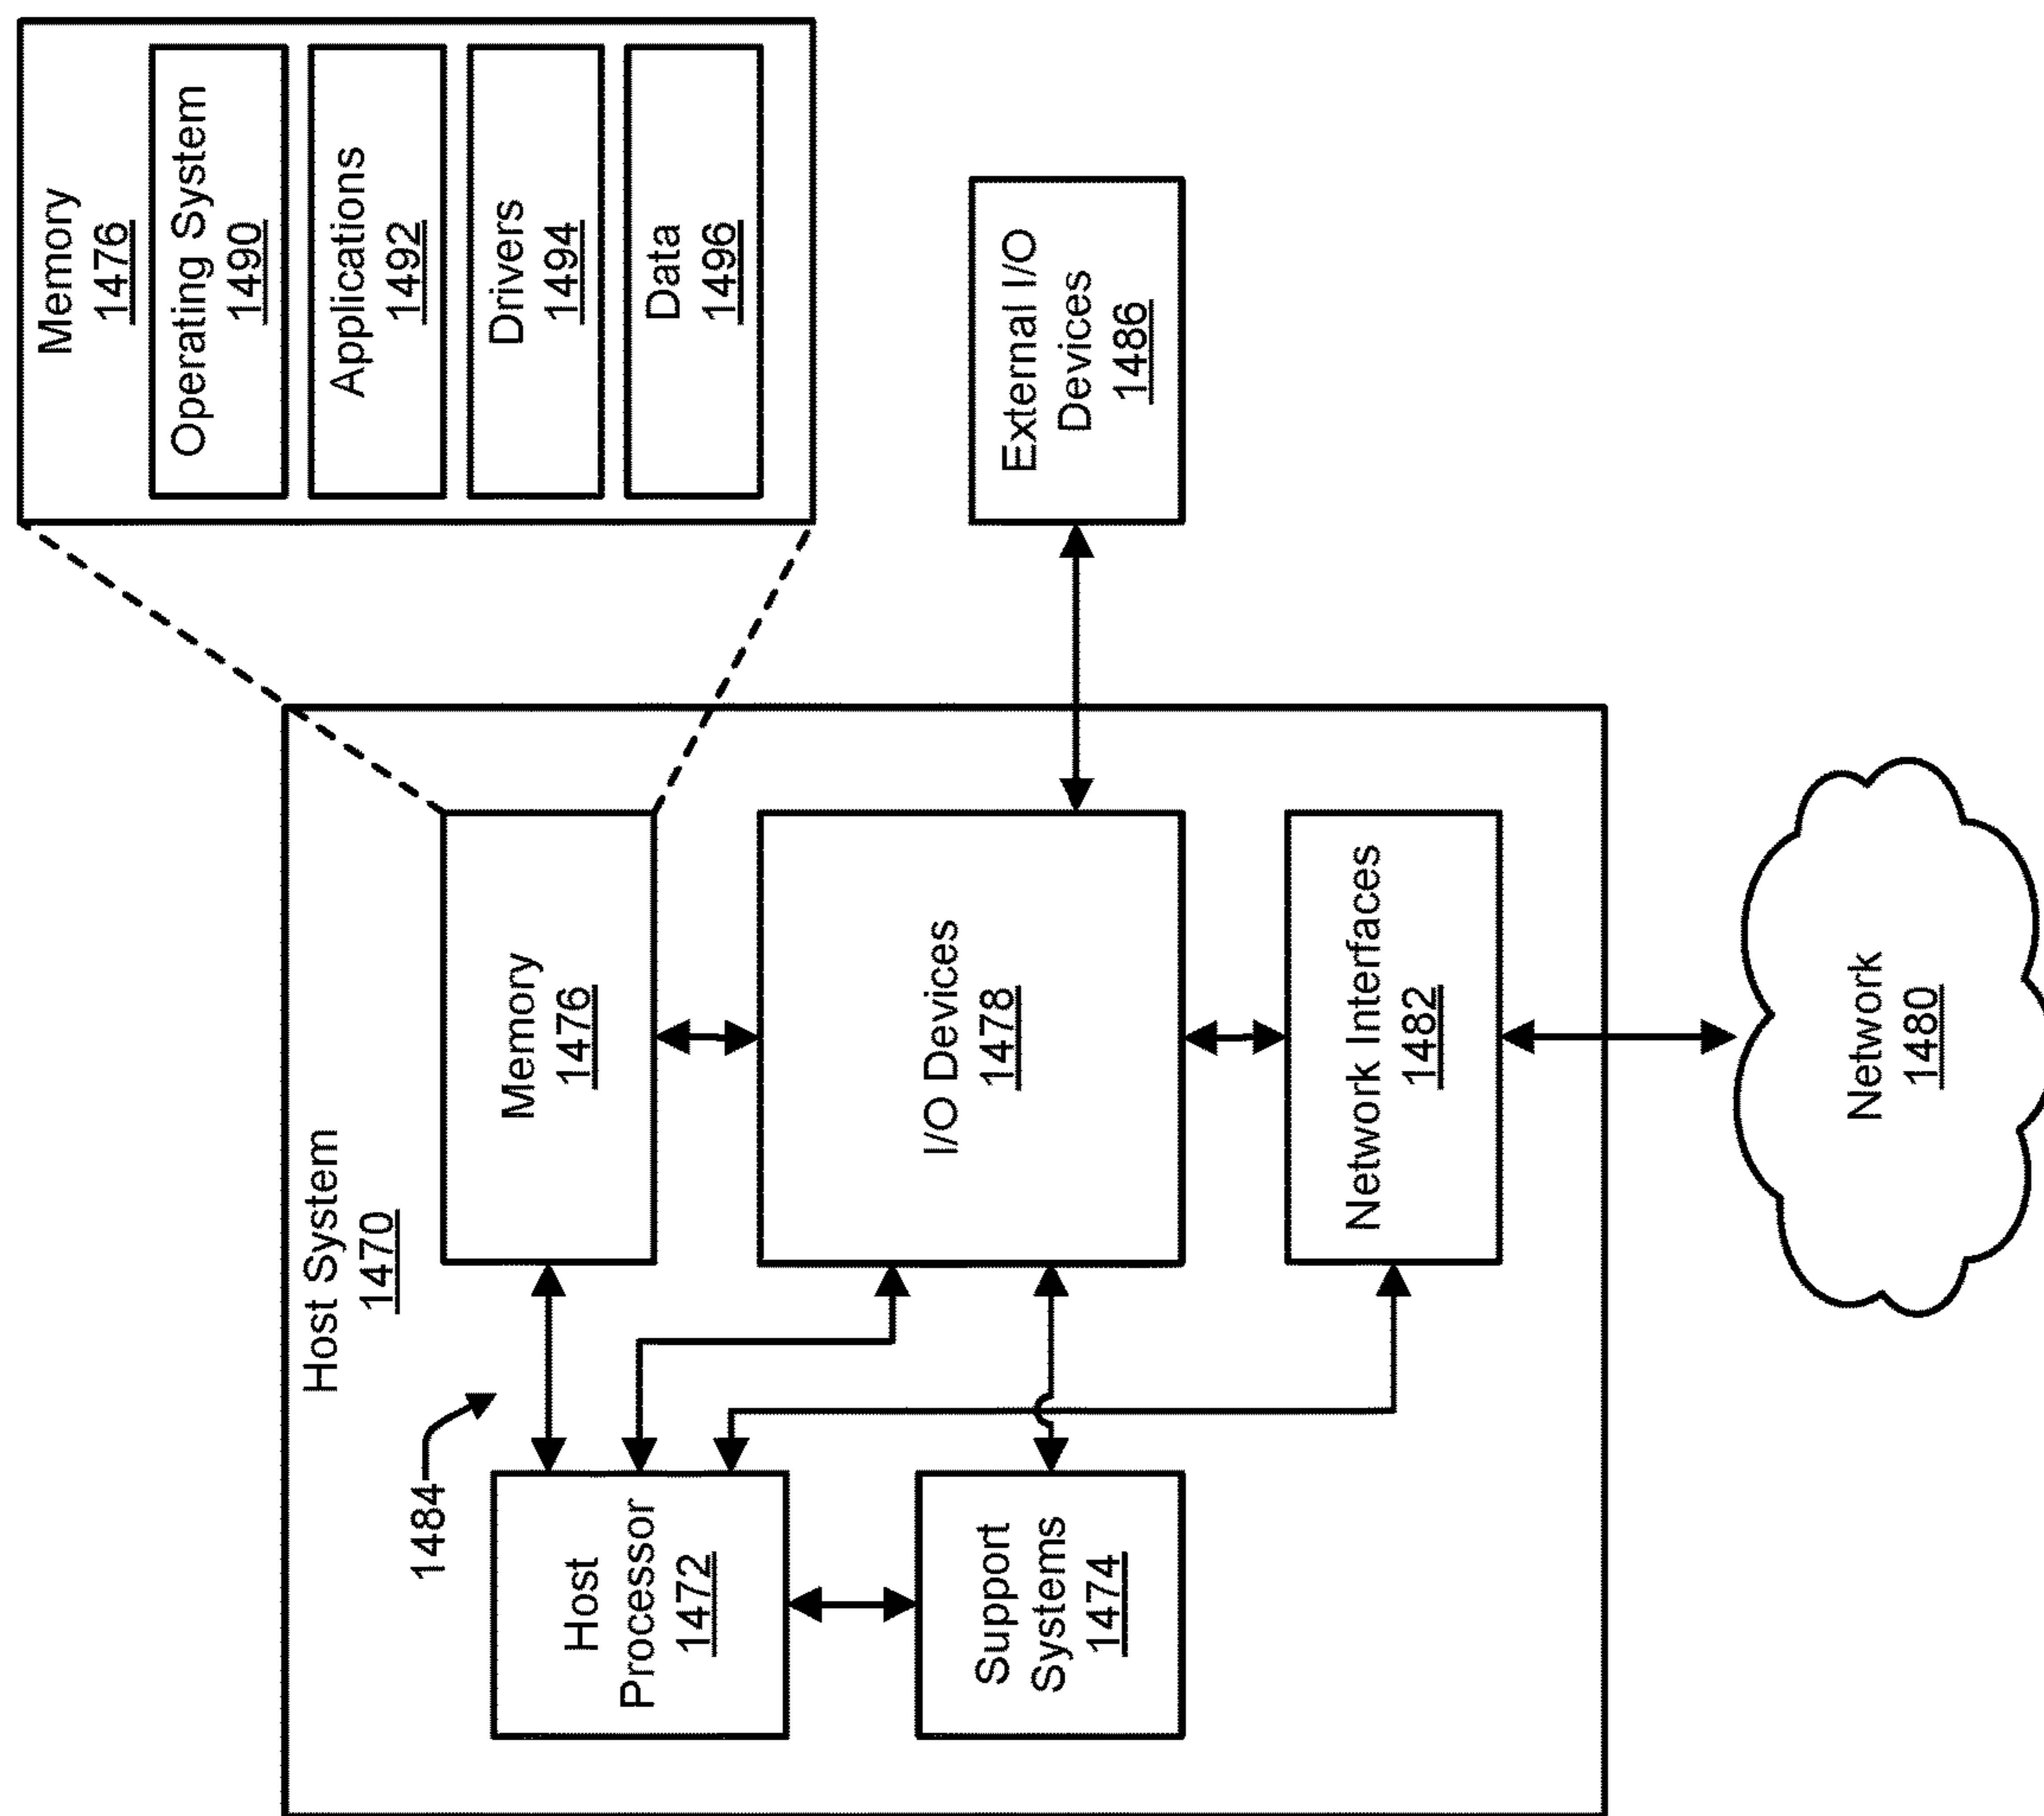 Host System
1470
1484
Host
Processor
1472
Support
Systems
1474
Memory
1476
I/O Devices
1478
Network Interfaces
1482
Network
1480
External I/O
Devices
1486
Memory
1476
Operating System
1490
Applications
1492
Drivers
1494
Data
1496